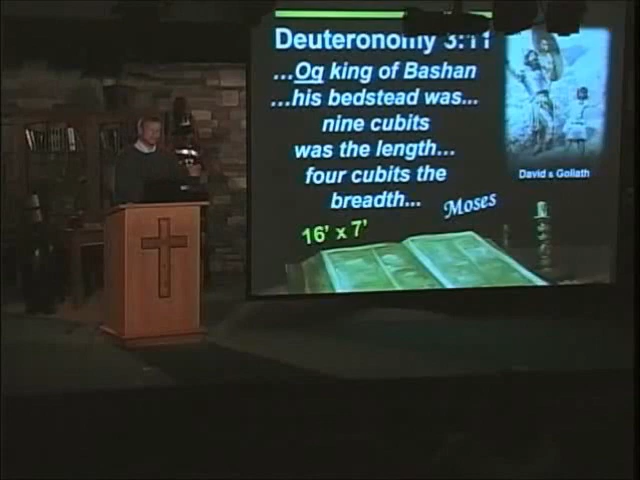 Deuteronomy 3:11
...Og king of Bashan
...his bedstead was...
nine cubits
was the length...
four cubits the
breadth...
Moses
16' x 7'
David & Goliath